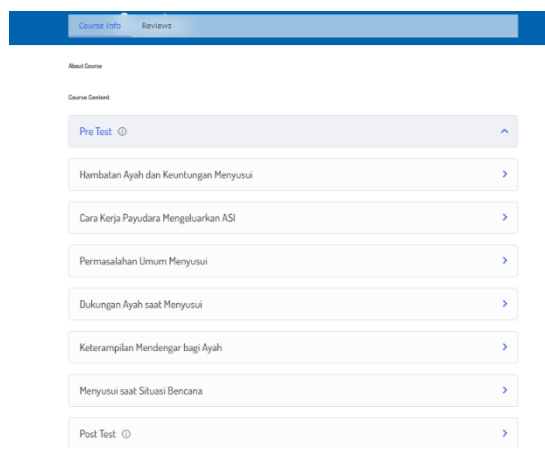 Course Info Reviews
About Course
Course Content
Pre Test
Hambatan Ayah dan Keuntungan Menyusui
Cara Kerja Payudara Mengeluarkan ASI
Permasalahan Umum Menyusui
Dukungan Ayah saat Menyusui
Keterampilan Mendengar bagi Ayah
Menyusui saat Situasi Bencana
Post Test